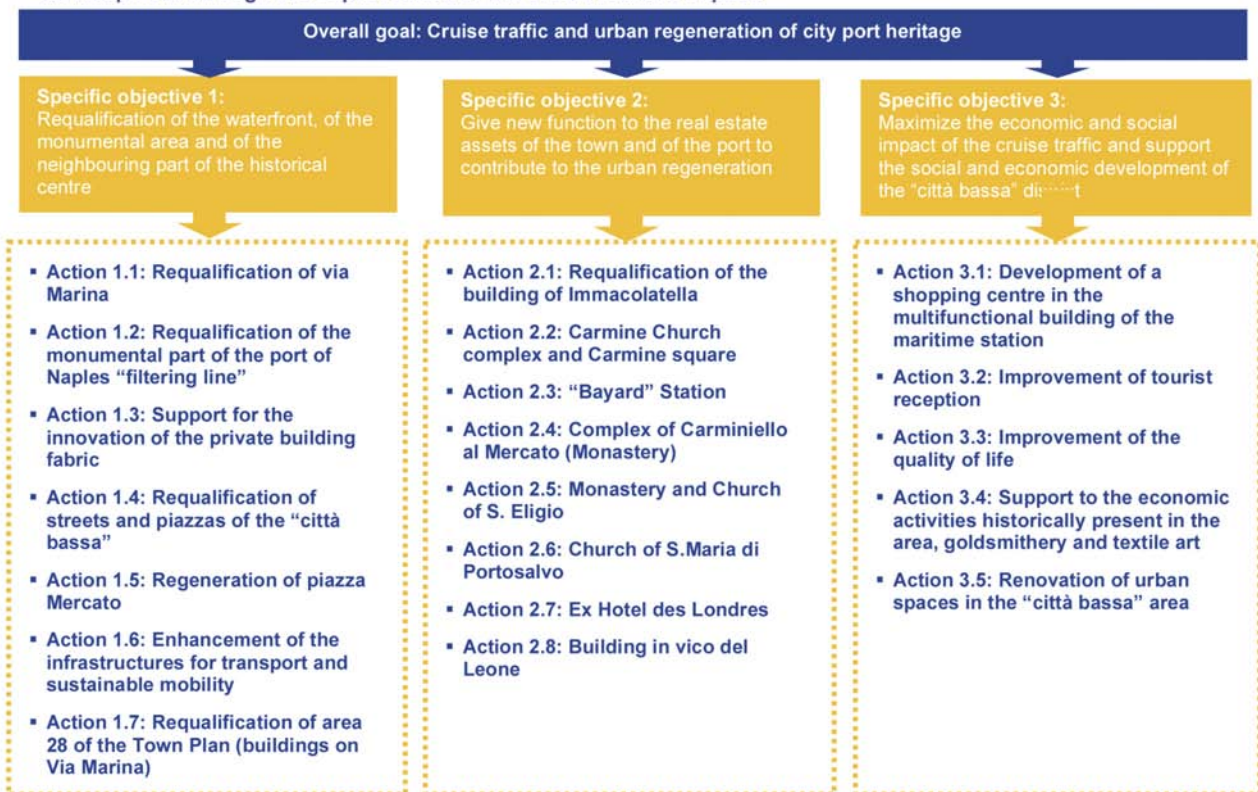 Overall goal: Cruise traffic and urban regeneration of city port heritage
Specific objective 1:
Requalification of the waterfront, of the
monumental area and of the
neighbouring part of the historical
centre
Specific objective 2:
Give new function to the real estate
assets of the town and of the port to
contribute to the urban regeneration
Specific objective 3:
Maximize the economic and social
impact of the cruise traffic and support
the social and economic development of
the "città bassa"
▪ Action 1.1: Requalification of via
Marina
▪ Action 1.2: Requalification of the
monumental part of the port of
Naples "filtering line"
▪ Action 1.3: Support for the
innovation of the private building
fabric
▪ Action 1.4: Requalification of
streets and piazzas of the "città
bassa"
▪ Action 1.5: Regeneration of piazza
Mercato
▪ Action 1.6: Enhancement of the
infrastructures for transport and
sustainable mobility
▪ Action 1.7: Requalification of area
28 of the Town Plan (buildings on
Via Marina)
▪ Action 2.1: Requalification of the
building of Immacolatella
▪ Action 2.2: Carmine Church
complex and Carmine square
▪ Action 2.3: "Bayard" Station
▪ Action 2.4: Complex of Carminiello
al Mercato (Monastery)
▪ Action 2.5: Monastery and Church
of S. Eligio
▪ Action 2.6: Church of S.Maria di
Portosalvo
▪ Action 2.7: Ex Hotel des Londres
▪ Action 2.8: Building in vico del
Leone
▪ Action 3.1: Development of a
shopping centre in the
multifunctional building of the
maritime station
▪ Action 3.2: Improvement of tourist
reception
▪ Action 3.3: Improvement of the
quality of life
▪ Action 3.4: Support to the economic
activities historically present in the
area, goldsmithery and textile art
▪ Action 3.5: Renovation of urban
spaces in the "città bassa" area